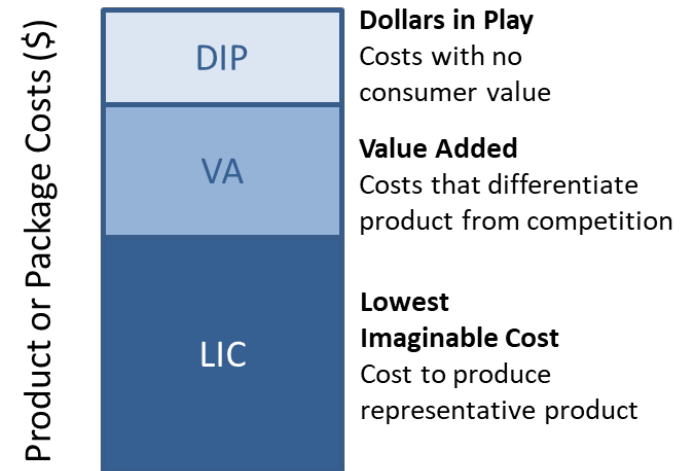 Product or Package Costs ($)
DIP
Dollars in Play
Costs with no
consumer value
VA
Value Added
Costs that differentiate
product from competition
LIC
Lowest
Imaginable Cost
Cost to produce
representative product